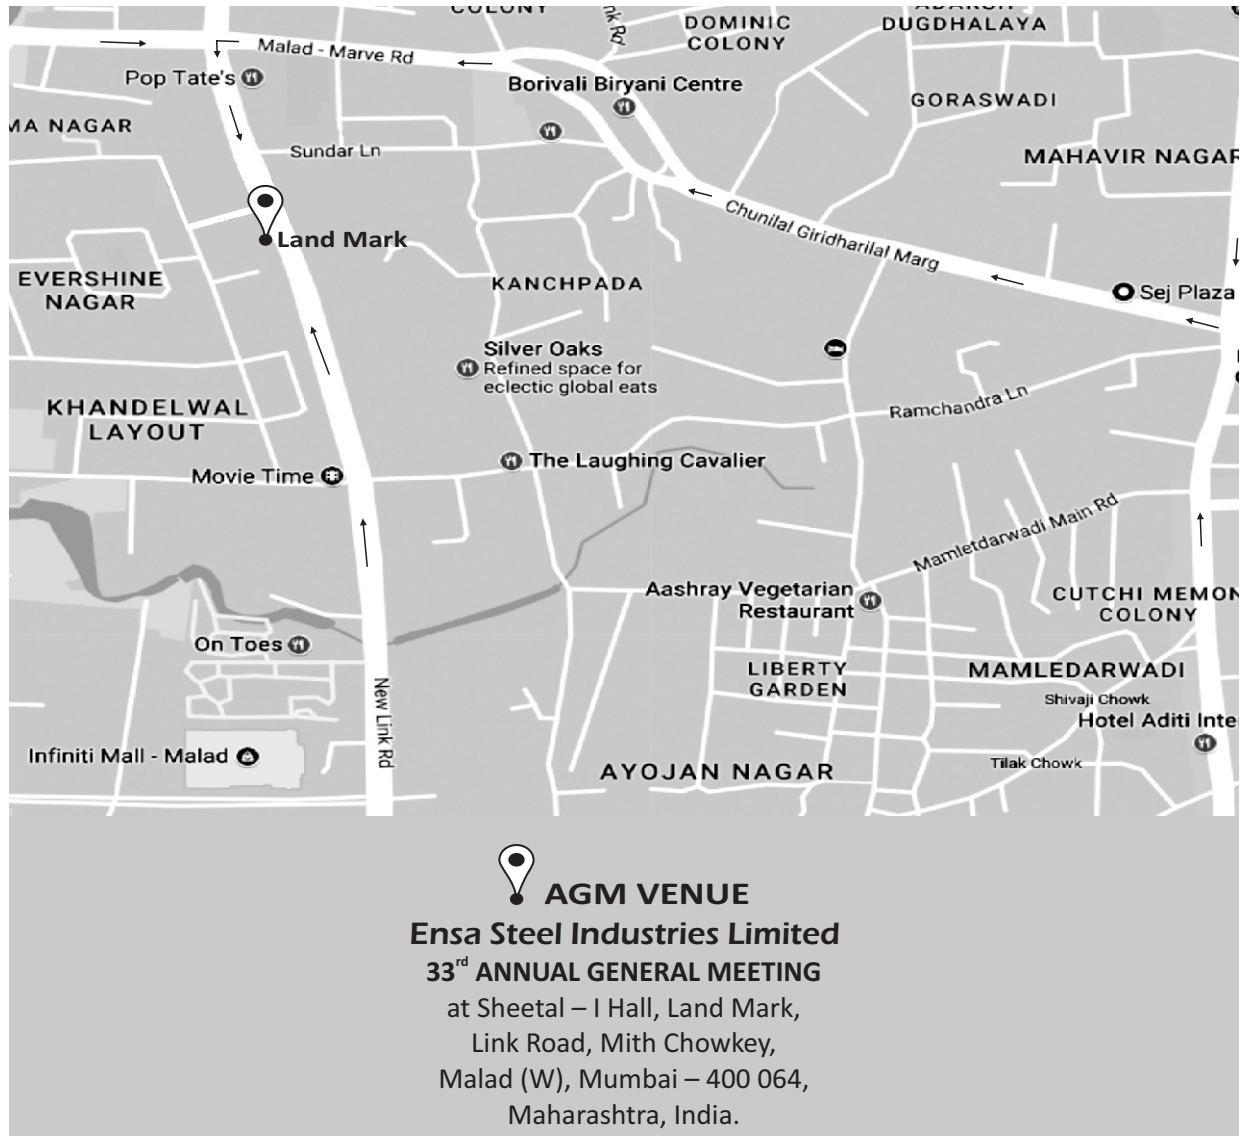 COLONY
DOMINIC
COLONY
DUGDHALAYA
Malad - Marve Rd
Pop Tate's
Borivali Biryani Centre
GORASWADI
MA NAGAR
Sundar Ln
MAHAVIR NAGAR
Chunilal Giridharilal Marg
Land Mark
EVERSHINE
NAGAR
KANCHPADA
Sej Plaza
Silver Oaks
Refined space for
eclectic global eats
KHANDELWAL
LAYOUT
Ramchandra Ln
Movie Time
The Laughing Cavalier
Mamletdarwadi Main Rd
Aashray Vegetarian
Restaurant
CUTCHI MEMON
COLONY
On Toes
LIBERTY
GARDEN
MAMLEDARWADI
Shivaji Chowk
New Link Rd
Hotel Aditi Inte
Infiniti Mall - Malad
AYOJAN NAGAR
Tilak Chowk
AGM VENUE
Ensa Steel Industries Limited
33rd ANNUAL GENERAL MEETING
at Sheetal – I Hall, Land Mark,
Link Road, Mith Chowkey,
Malad (W), Mumbai – 400 064,
Maharashtra, India.